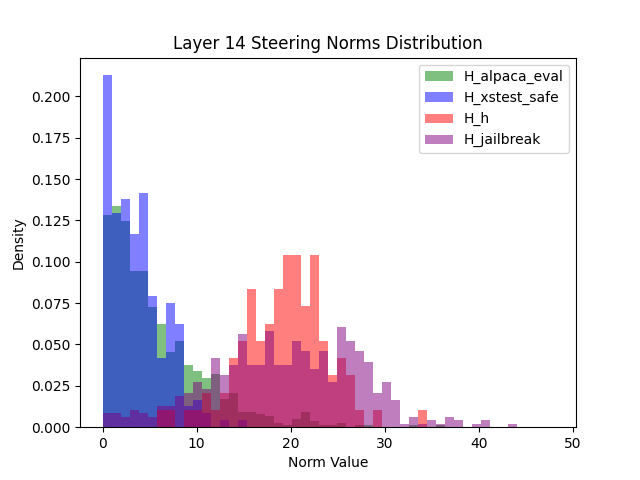 Layer 14 Steering Norms Distribution
H_alpaca_eval
H_xstest_safe
H_h
H_jailbreak
Density
0.200
0.175
0.150
0.125
0.100
0.075
0.050
0.025
0.000
0 10 20 30 40 50
Norm Value